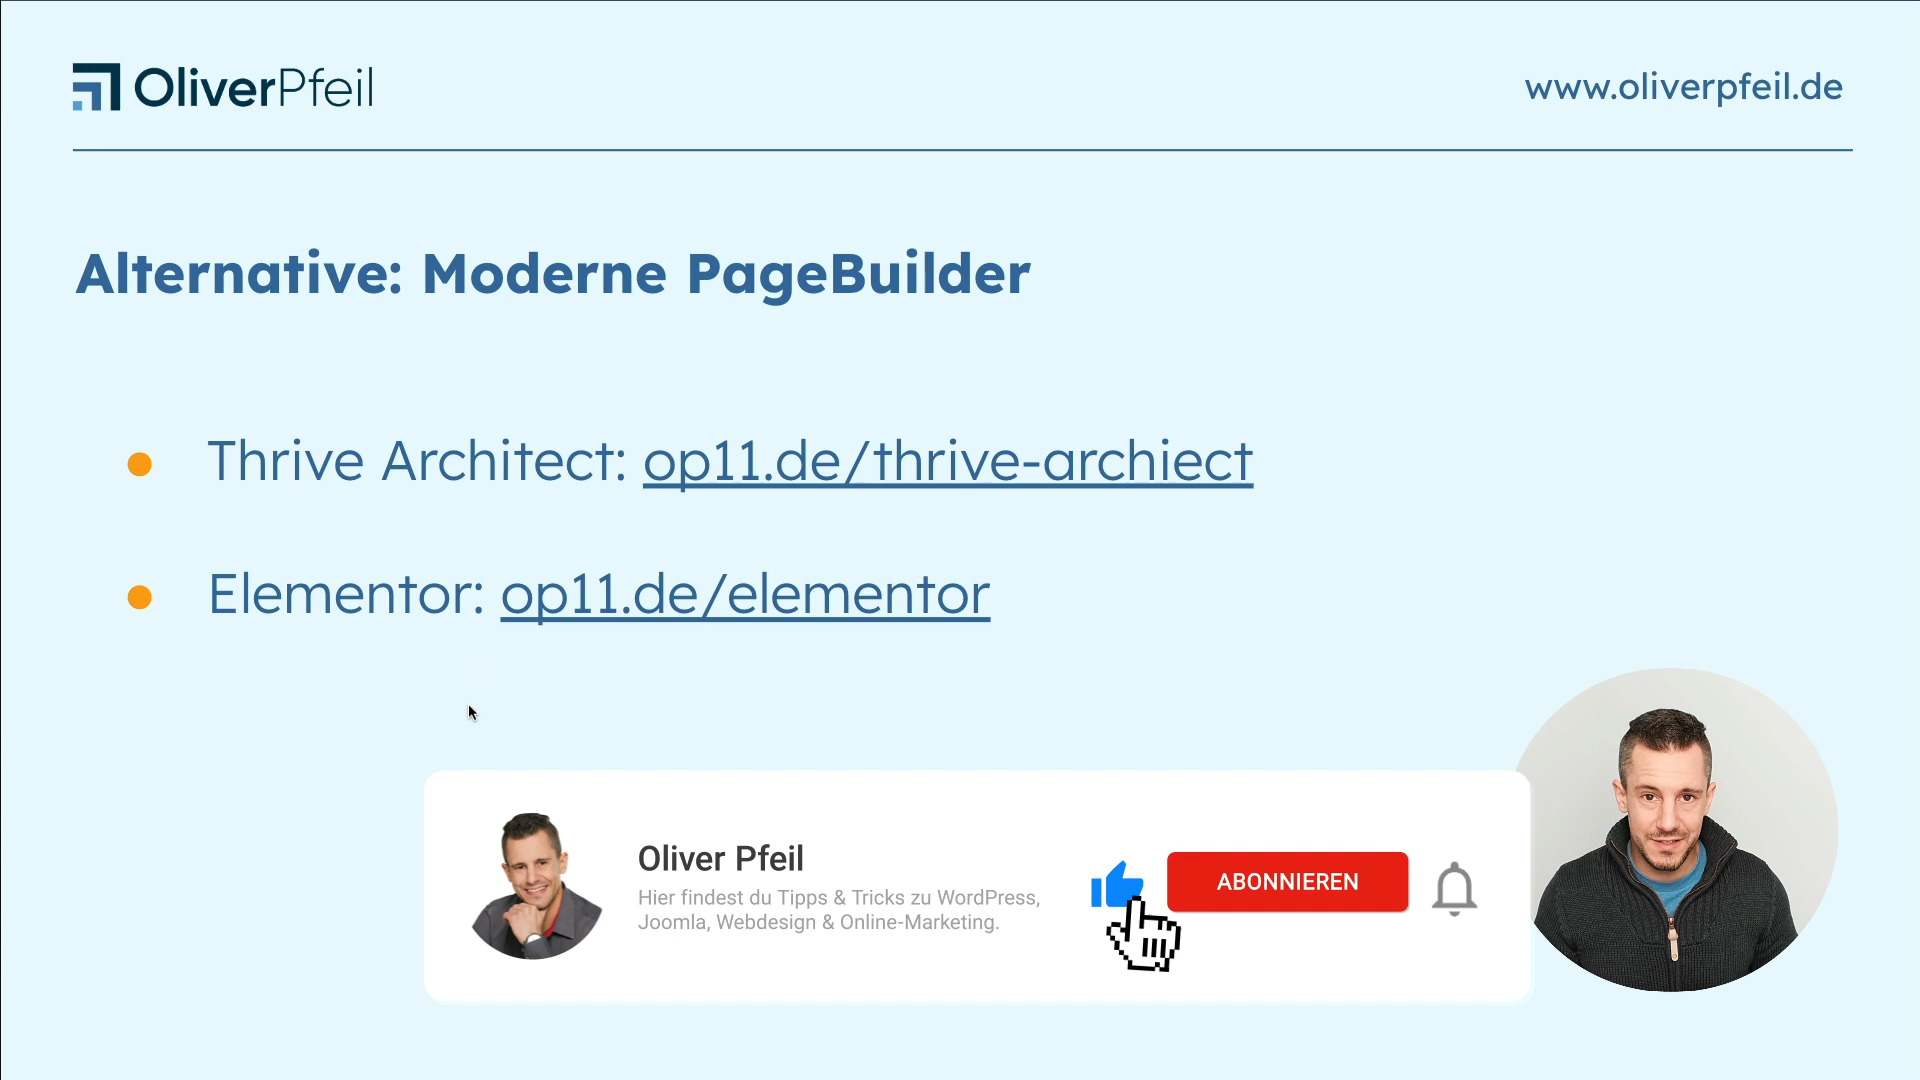 OliverPfeil
www.oliverpfeil.de
Alternative: Moderne PageBuilder
Thrive Architect: op11.de/thrive-archiect
Elementor: op11.de/elementor
Oliver Pfeil
Hier findest du Tipps & Tricks zu WordPress,
Joomla, Webdesign & Online-Marketing.
ABONNIEREN